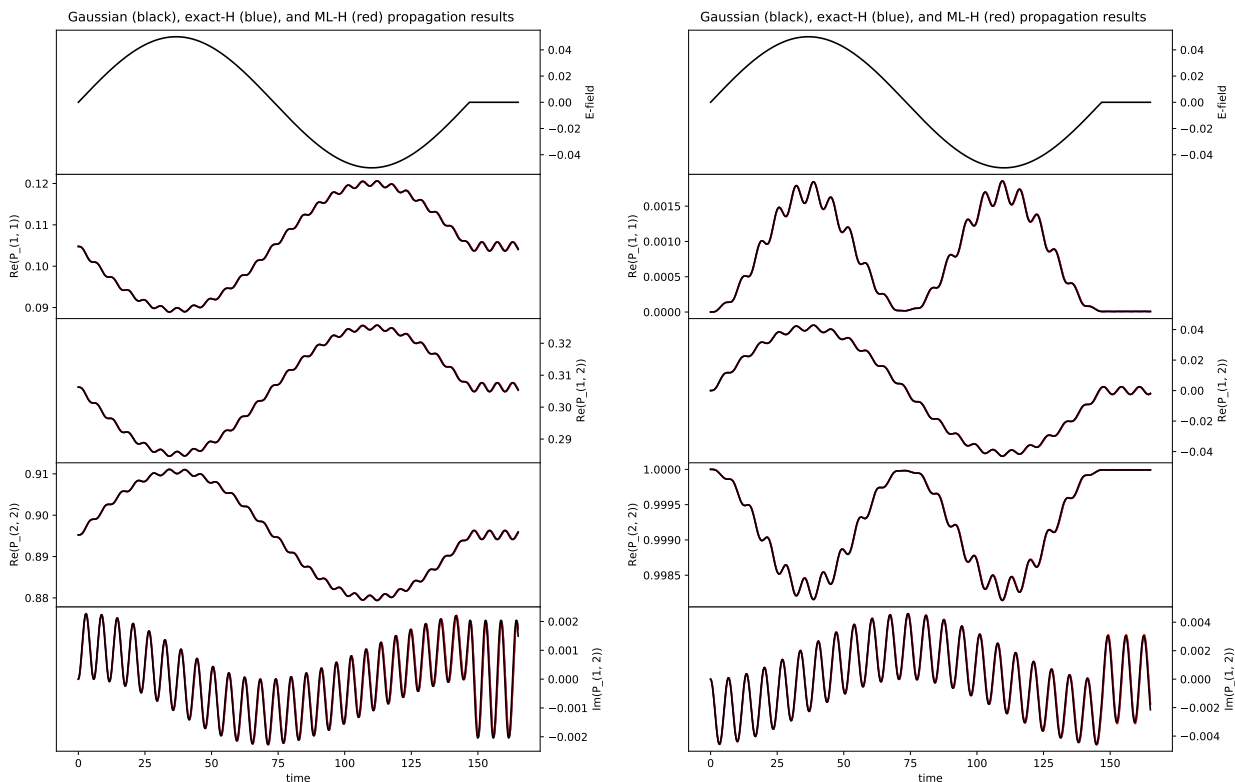 Gaussian (black), exact-H (blue), and ML-H (red) propagation results
0.04
0.02
0.00
−0.02
−0.04
E-field
0.12
0.11
0.10
0.09
Re(P_(1, 1))
0.32
0.31
0.30
0.29
Re(P_(1, 2))
0.91
0.90
0.89
0.88
Re(P_(2, 2))
0.002
0.001
0.000
−0.001
−0.002
Im(P_(1, 2))
0 25 50 75 100 125 150
time
Gaussian (black), exact-H (blue), and ML-H (red) propagation results
0.04
0.02
0.00
−0.02
−0.04
E-field
0.0015
0.0010
0.0005
0.0000
Re(P_(1, 1))
0.04
0.02
0.00
−0.02
−0.04
Re(P_(1, 2))
1.0000
0.9995
0.9990
0.9985
Re(P_(2, 2))
0.004
0.002
0.000
−0.002
−0.004
Im(P_(1, 2))
0 25 50 75 100 125 150
time